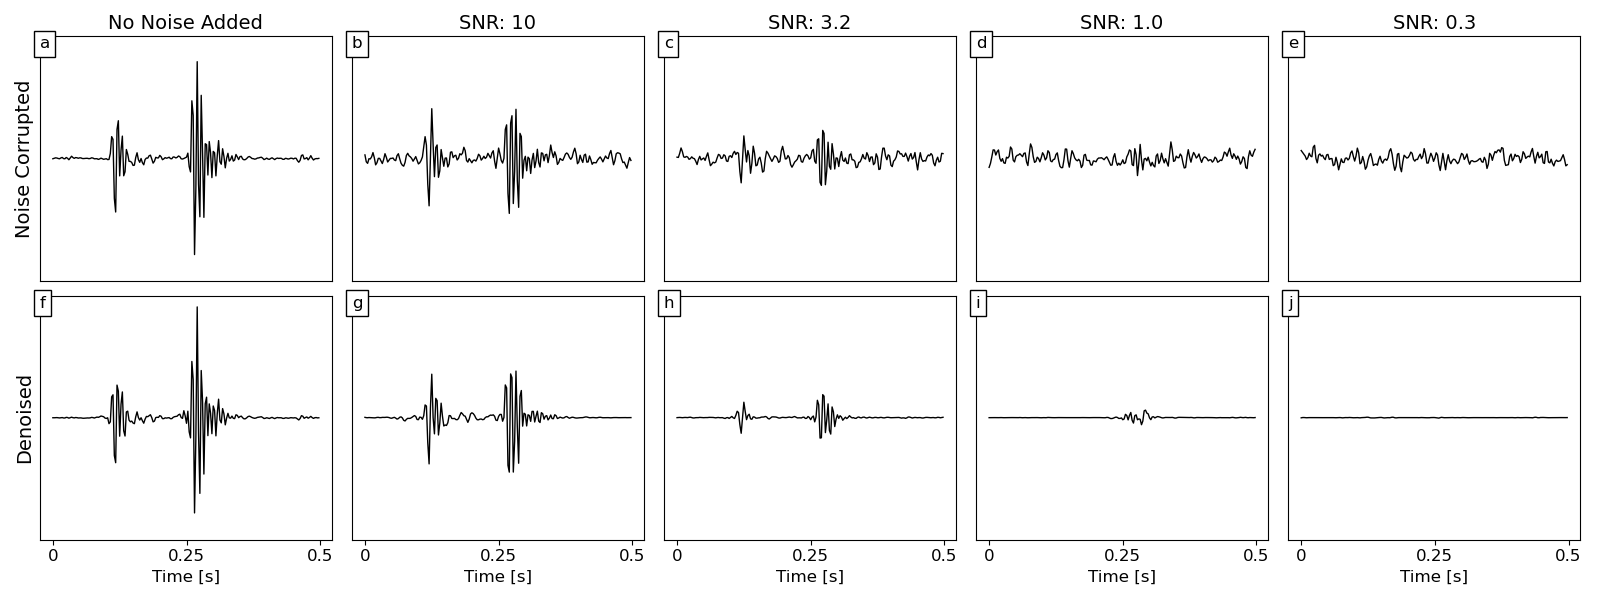 No Noise Added
SNR: 10
SNR: 3.2
SNR: 1.0
SNR: 0.3
Noise Corrupted
a
b
c
d
e
Denoised
f
g
h
i
j
0 0.25 0.5
0 0.25 0.5
0 0.25 0.5
0 0.25 0.5
0 0.25 0.5
Time [s]
Time [s]
Time [s]
Time [s]
Time [s]